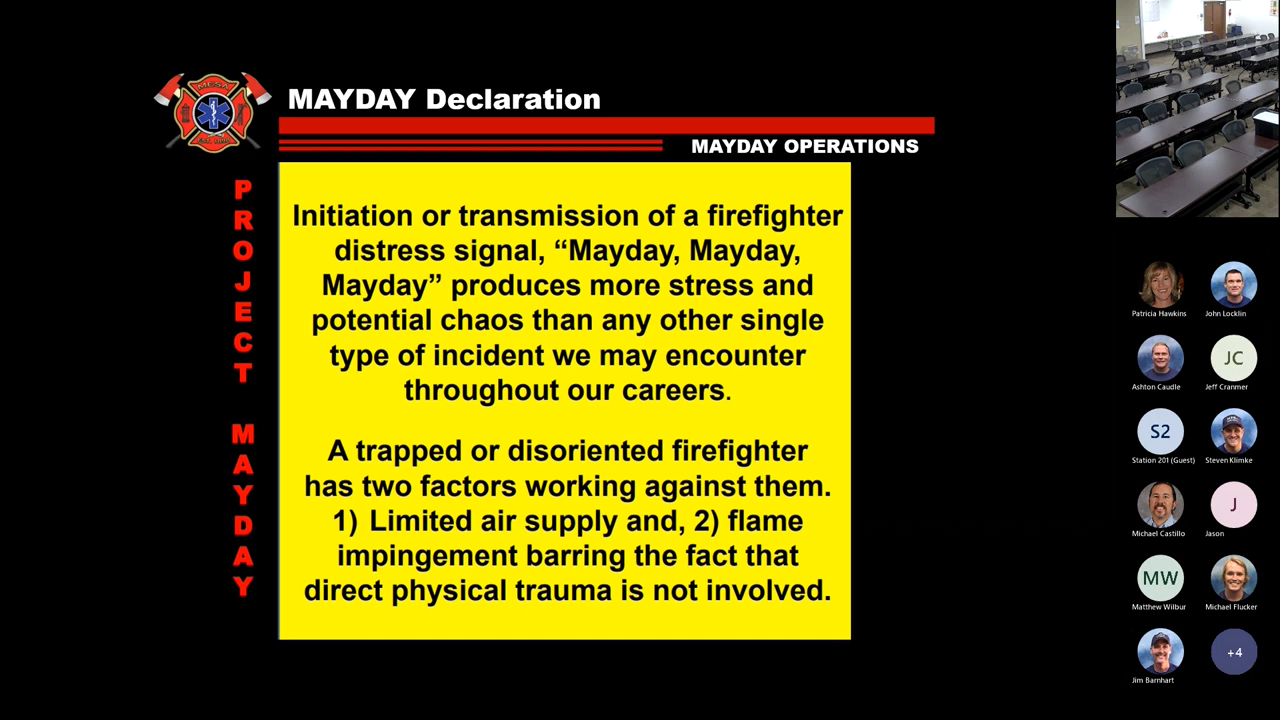 MESA
MAYDAY Declaration
MAYDAY OPERATIONS
PROJECT MAYDAY
Initiation or transmission of a firefighter
distress signal, “Mayday, Mayday,
Mayday” produces more stress and
potential chaos than any other single
type of incident we may encounter
throughout our careers.
A trapped or disoriented firefighter
has two factors working against them.
1) Limited air supply and, 2) flame
impingement barring the fact that
direct physical trauma is not involved.
Patricia Hawkins
John Locklin
Ashton Caudle
JC
Jeff Cranmer
S2
Station 201 (Guest)
Steven Klimke
Michael Castillo
J
Jason
MW
Matthew Wilbur
Michael Flucker
Jim Barnhart
+4